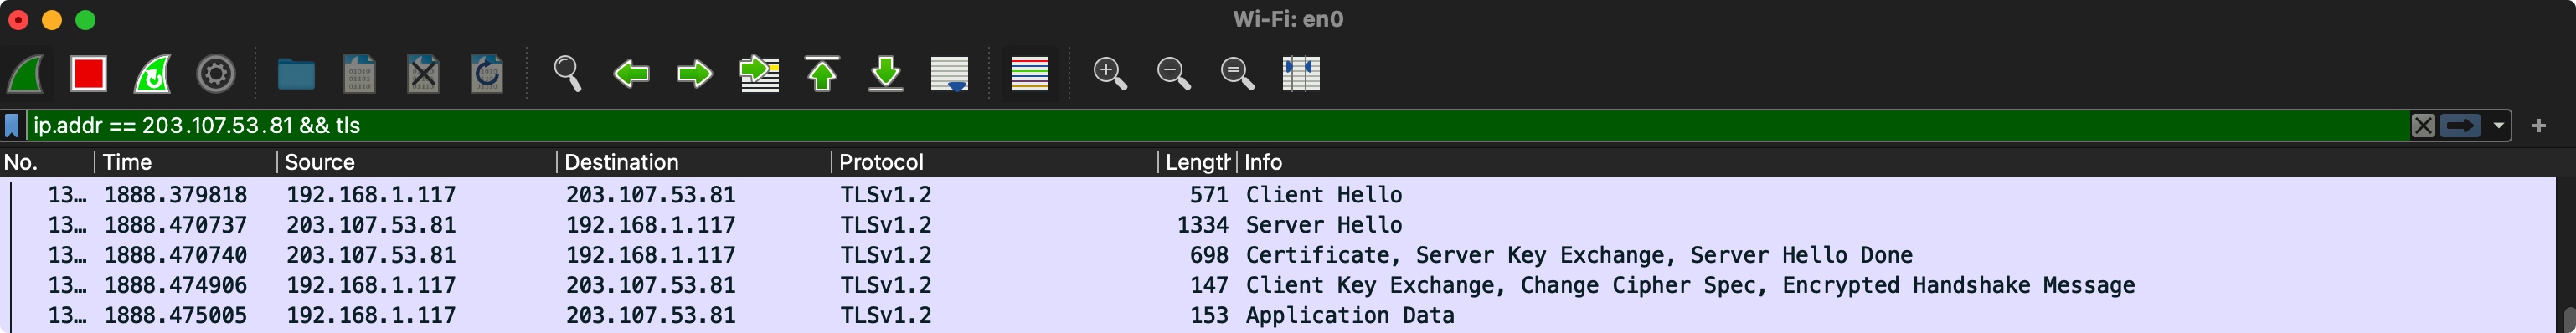 Wi-Fi: en0
ip.addr == 203.107.53.81 && tls
No. Time Source Destination Protocol Length Info
13… 1888.379818 192.168.1.117 203.107.53.81 TLSv1.2 571 Client Hello
13… 1888.470737 203.107.53.81 192.168.1.117 TLSv1.2 1334 Server Hello
13… 1888.470740 203.107.53.81 192.168.1.117 TLSv1.2 698 Certificate, Server Key Exchange, Server Hello Done
13… 1888.474906 192.168.1.117 203.107.53.81 TLSv1.2 147 Client Key Exchange, Change Cipher Spec, Encrypted Handshake Message
13… 1888.475005 192.168.1.117 203.107.53.81 TLSv1.2 153 Application Data